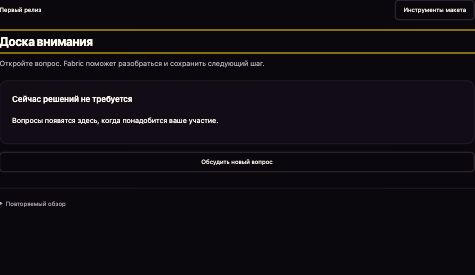 Первый релиз
Инструменты макета
Доска внимания
Откройте вопрос. Fabric поможет разобраться и сохранить следующий шаг.
Сейчас решений не требуется
Вопросы появятся здесь, когда понадобится ваше участие.
Обсудить новый вопрос
Повторяемый обзор